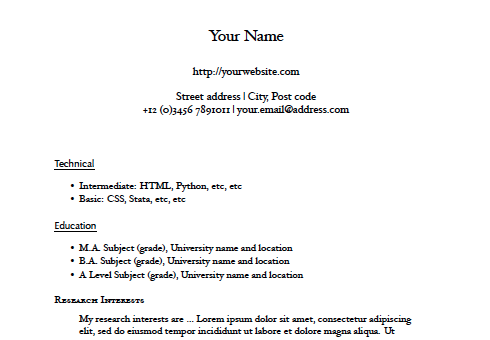 Your Name
http://yourwebsite.com
Street address | City, Post code
+12 (0)3456 7891011 | your.email@address.com
Technical
• Intermediate: HTML, Python, etc, etc
• Basic: CSS, Stata, etc, etc
Education
• M.A. Subject (grade), University name and location
• B.A. Subject (grade), University name and location
• A Level Subject (grade), University name and location
Research Interests
My research interests are ... Lorem ipsum dolor sit amet, consectetur adipiscing
elit, sed do eiusmod tempor incididunt ut labore et dolore magna aliqua. Ut